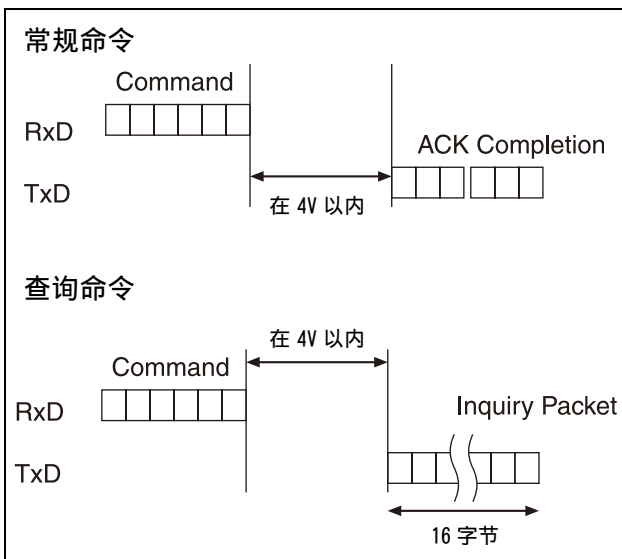 常规命令
Command
RxD
ACK Completion
TxD
在 4V 以内
查询命令
在 4V 以内
Command
RxD
Inquiry Packet
TxD
16 字节